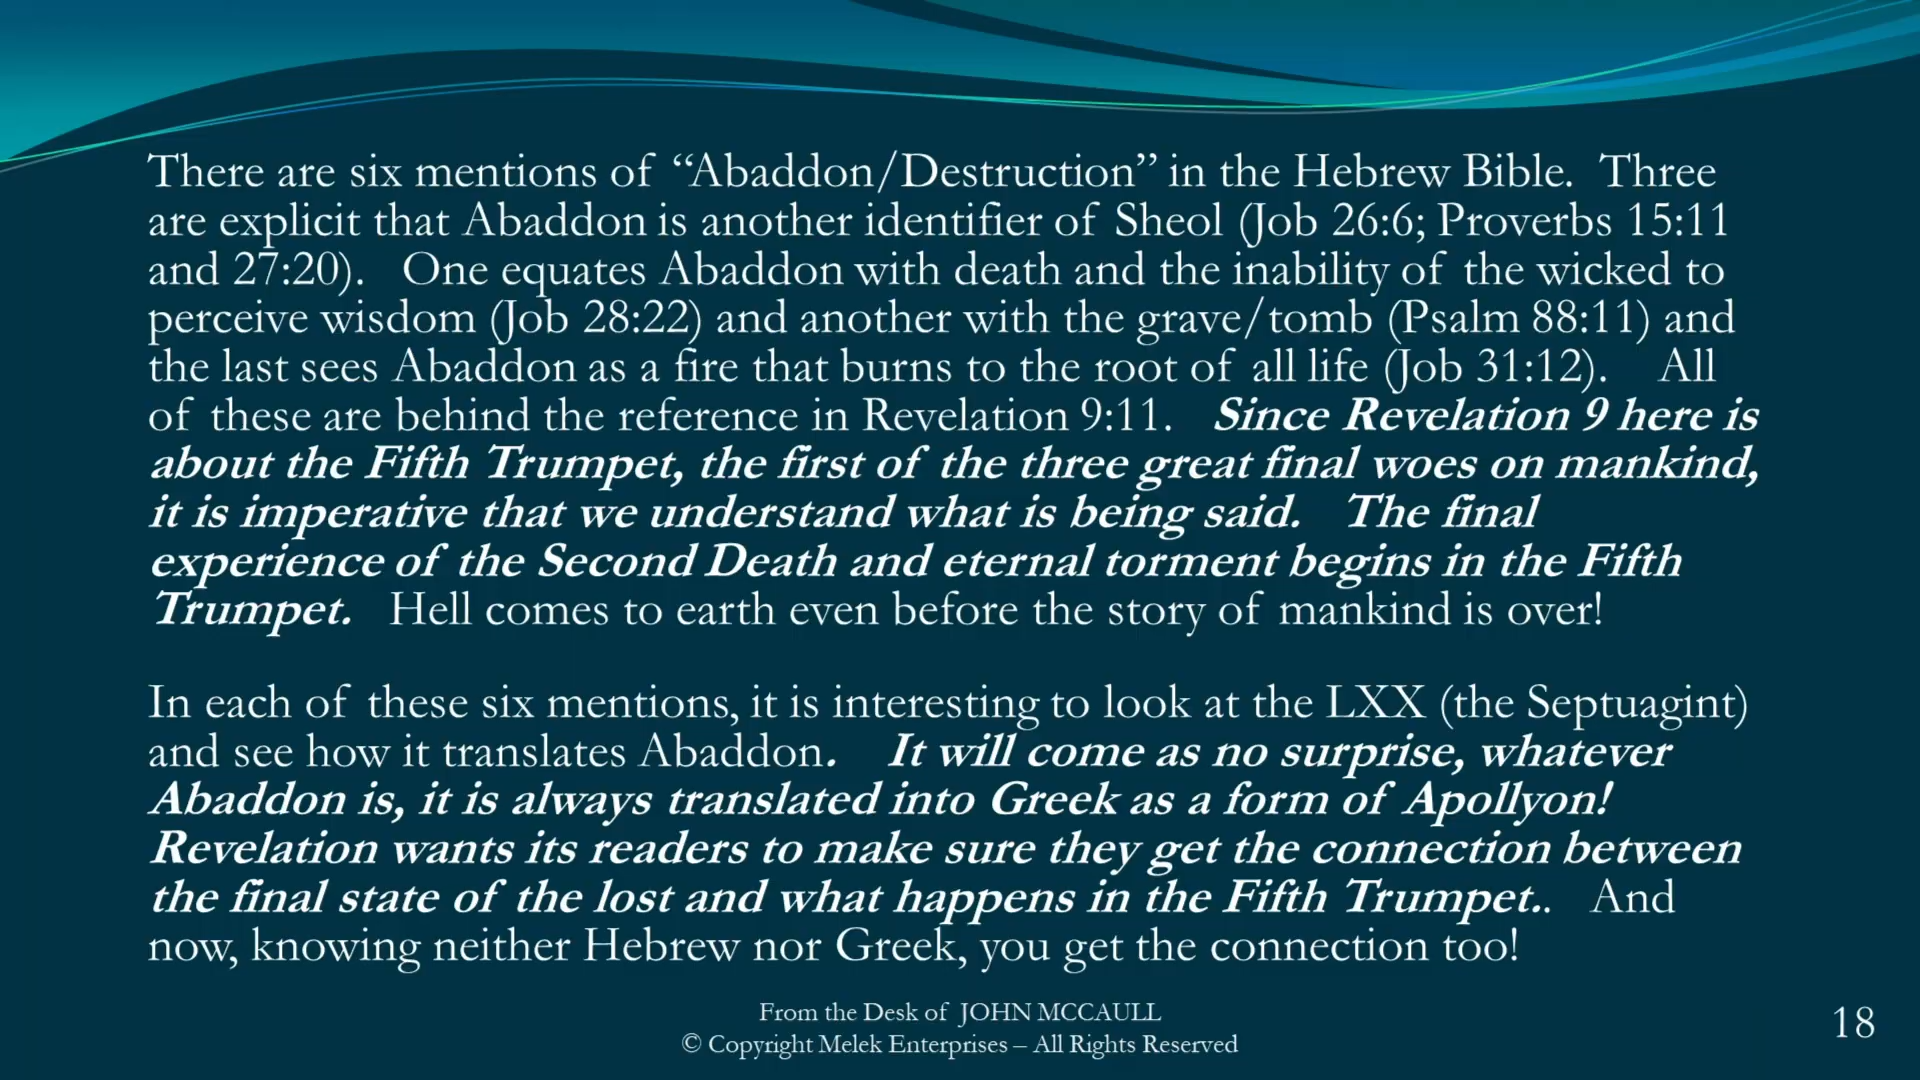 There are six mentions of “Abaddon/Destruction” in the Hebrew Bible. Three
are explicit that Abaddon is another identifier of Sheol (Job 26:6; Proverbs 15:11
and 27:20). One equates Abaddon with death and the inability of the wicked to
perceive wisdom (Job 28:22) and another with the grave/tomb (Psalm 88:11) and
the last sees Abaddon as a fire that burns to the root of all life (Job 31:12). All
of these are behind the reference in Revelation 9:11. Since Revelation 9 here is
about the Fifth Trumpet, the first of the three great final woes on mankind,
it is imperative that we understand what is being said. The final
experience of the Second Death and eternal torment begins in the Fifth
Trumpet. Hell comes to earth even before the story of mankind is over!
In each of these six mentions, it is interesting to look at the LXX (the Septuagint)
and see how it translates Abaddon. It will come as no surprise, whatever
Abaddon is, it is always translated into Greek as a form of Apollyon!
Revelation wants its readers to make sure they get the connection between
the final state of the lost and what happens in the Fifth Trumpet.. And
now, knowing neither Hebrew nor Greek, you get the connection too!
From the Desk of JOHN MCCAULL
© Copyright Melek Enterprises – All Rights Reserved
18